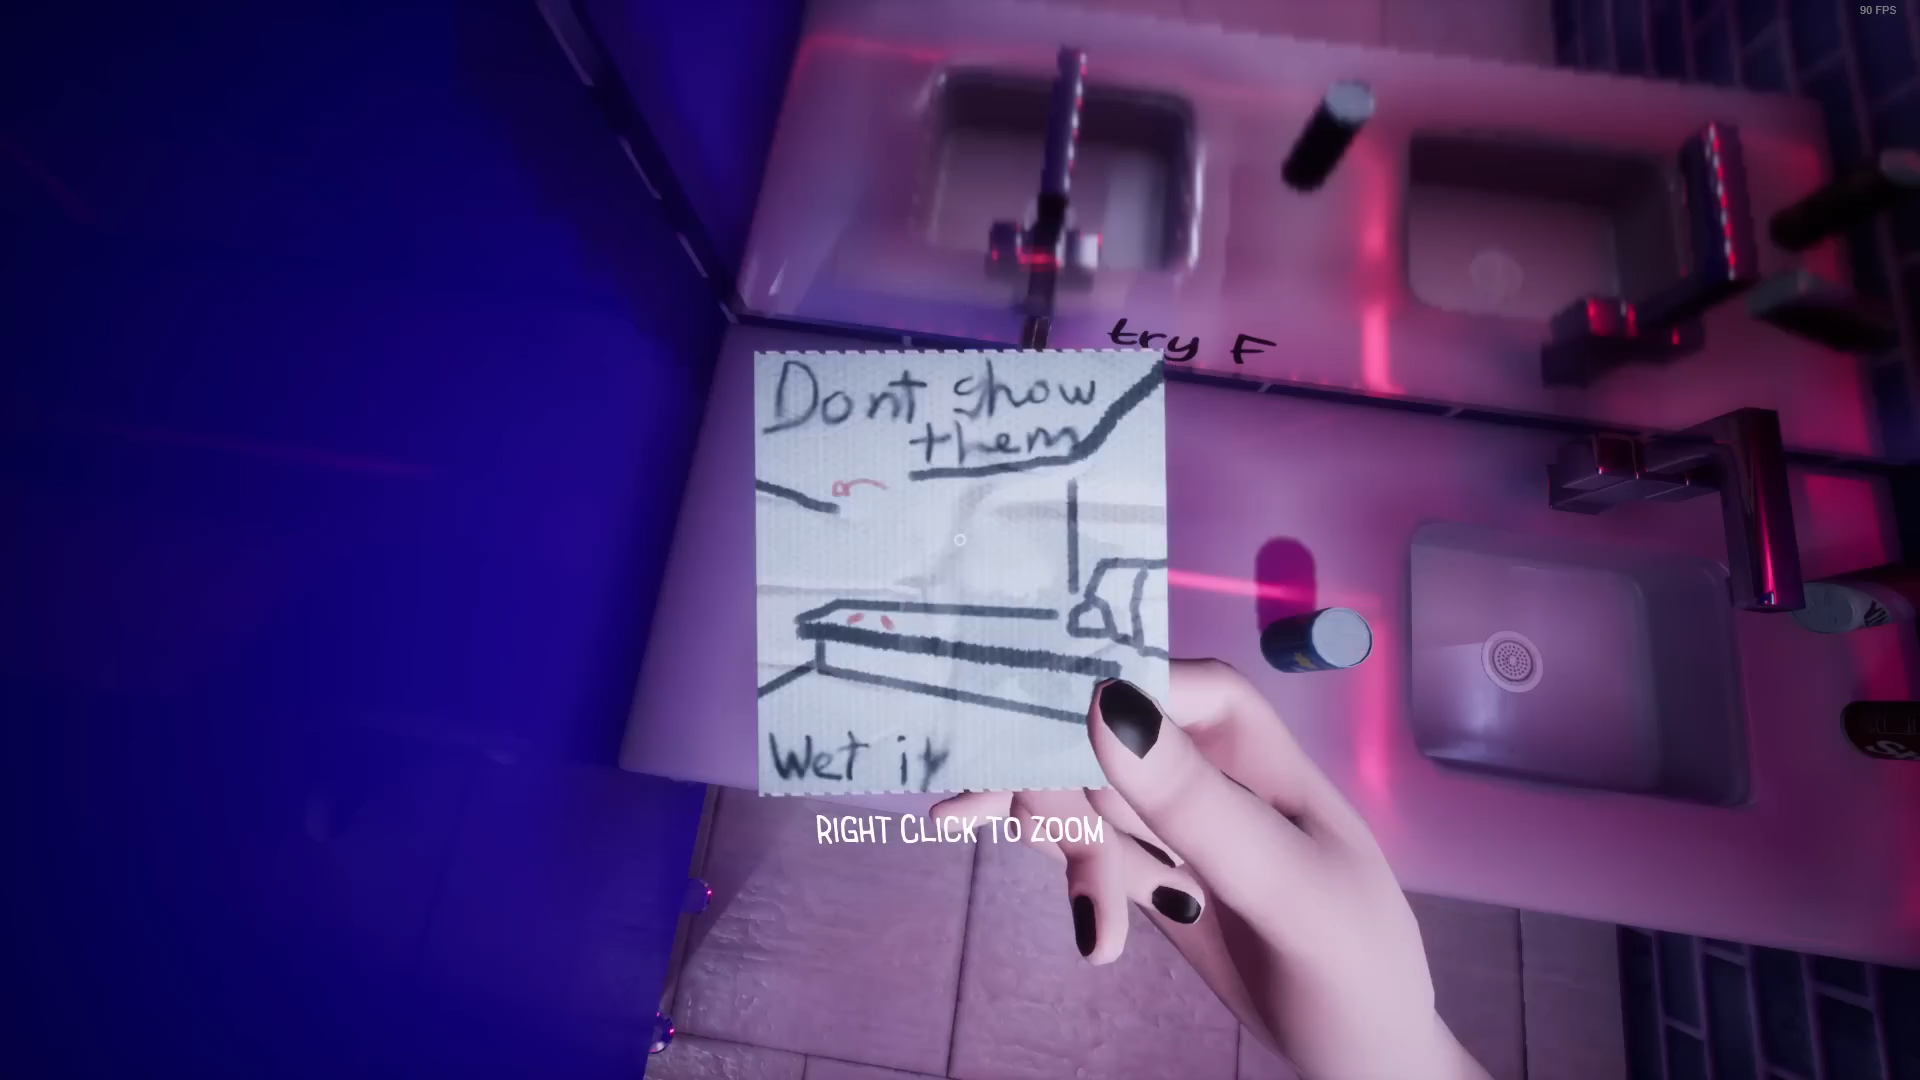 90 FPS
try F
Dont show
them
Wet it
RIGHT CLICK TO ZOOM